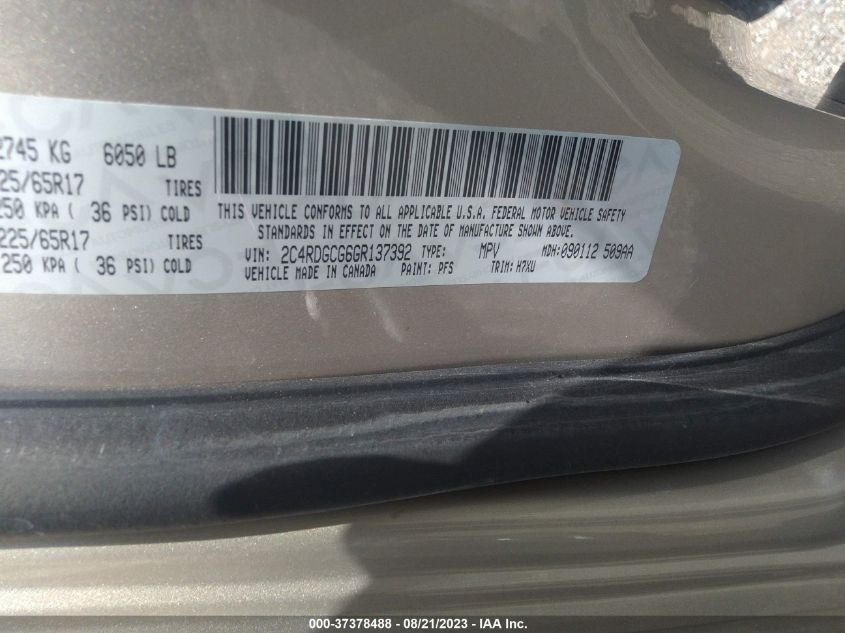 2745 KG 6050 LB
225/65R17 TIRES
250 KPA ( 36 PSI) COLD
225/65R17 TIRES
250 KPA ( 36 PSI) COLD
THIS VEHICLE CONFORMS TO ALL APPLICABLE U.S.A. FEDERAL MOTOR VEHICLE SAFETY
STANDARDS IN EFFECT ON THE DATE OF MANUFACTURE SHOWN ABOVE.
VIN: 2C4RDGCG6GR137392 TYPE: MPV MDH: 090112 509AA
VEHICLE MADE IN CANADA PAINT: PFS TRIM: H7XU
000-37378488 - 08/21/2023 - IAA Inc.